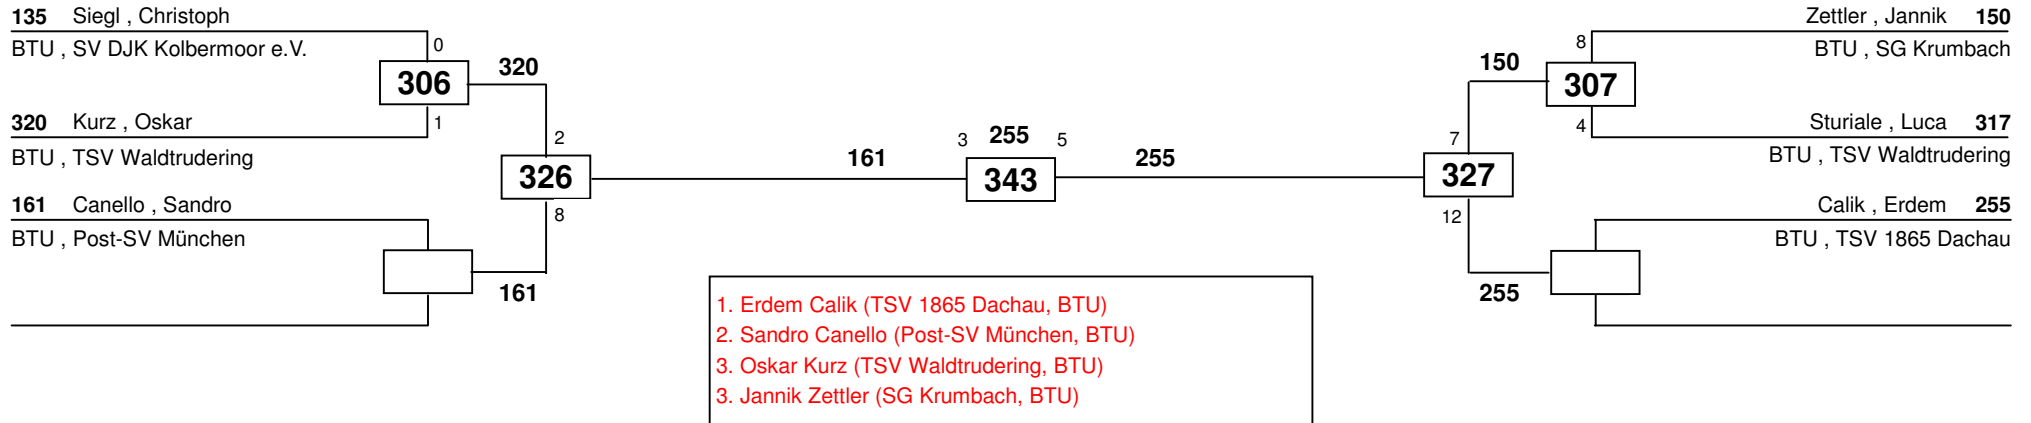 135 Siegl , Christoph
BTU , SV DJK Kolbermoor e.V.
0
306
320
1
320 Kurz , Oskar
BTU , TSV Waldtrudering
2
326
8
161 Canello , Sandro
BTU , Post-SV München
161
161
3 255 5
343
255
Zettler , Jannik 150
BTU , SG Krumbach
8
150
307
4
Sturiale , Luca 317
BTU , TSV Waldtrudering
7
327
12
Calik , Erdem 255
BTU , TSV 1865 Dachau
255
1. Erdem Calik (TSV 1865 Dachau, BTU)
2. Sandro Canello (Post-SV München, BTU)
3. Oskar Kurz (TSV Waldtrudering, BTU)
3. Jannik Zettler (SG Krumbach, BTU)